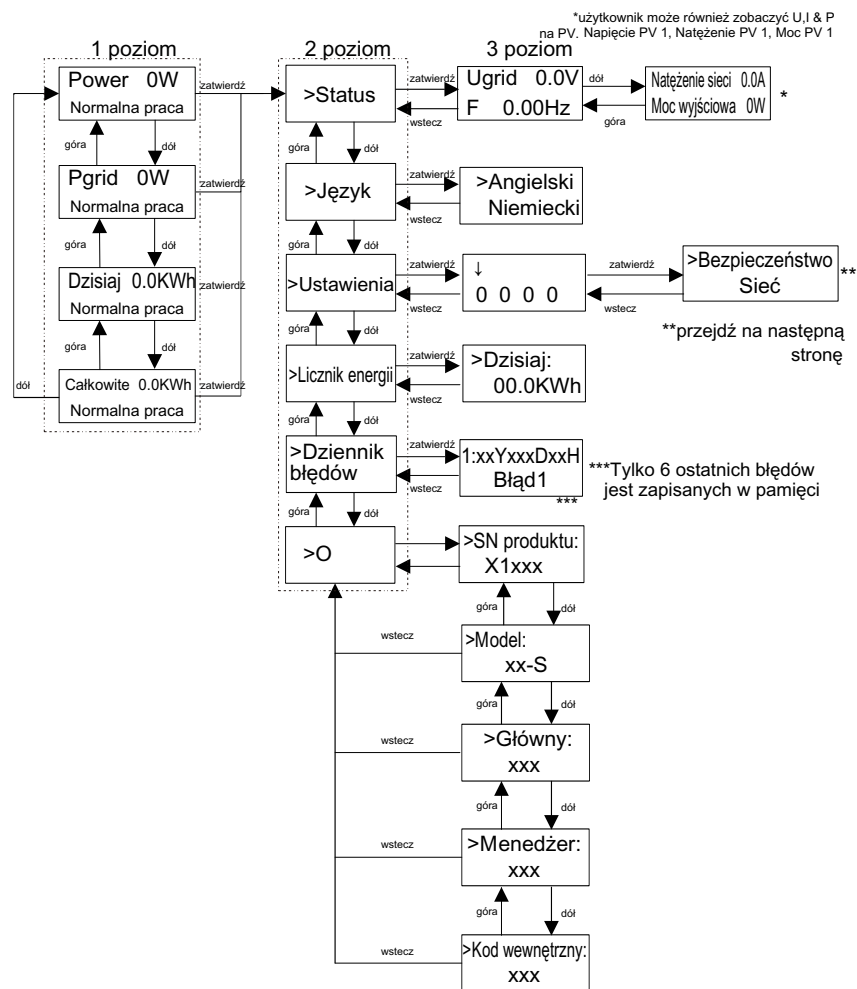 *użytkownik może również zobaczyć U,I & P
na PV. Napięcie PV 1, Natężenie PV 1, Moc PV 1
1 poziom
2 poziom
3 poziom
Power 0W
Normalna praca
zatwierdź
>Status
zatwierdź
wstecz
Ugrid 0.0V
F 0.00Hz
dół
góra
Natężenie sieci 0.0A
Moc wyjściowa 0W
*
góra
dół
góra
dół
Pgrid 0W
Normalna praca
zatwierdź
>Język
zatwierdź
wstecz
>Angielski
Niemiecki
góra
dół
góra
dół
Dzisiaj 0.0KWh
Normalna praca
zatwierdź
>Ustawienia
zatwierdź
wstecz
↓
0 0 0 0
zatwierdź
wstecz
>Bezpieczeństwo
Sieć
**
**przejdź na następną
stronę
góra
dół
góra
dół
dół
Całkowite 0.0KWh
Normalna praca
zatwierdź
>Licznik energii
zatwierdź
wstecz
>Dzisiaj:
00.0KWh
góra
dół
>Dziennik
błędów
zatwierdź
wstecz
1:xxYxxxDxxH
Błąd1
***
***Tylko 6 ostatnich błędów
jest zapisanych w pamięci
góra
dół
>O
>SN produktu:
X1xxx
góra
dół
wstecz
>Model:
xx-S
góra
dół
wstecz
>Główny:
xxx
góra
dół
wstecz
>Menedżer:
xxx
góra
dół
wstecz
>Kod wewnętrzny:
xxx